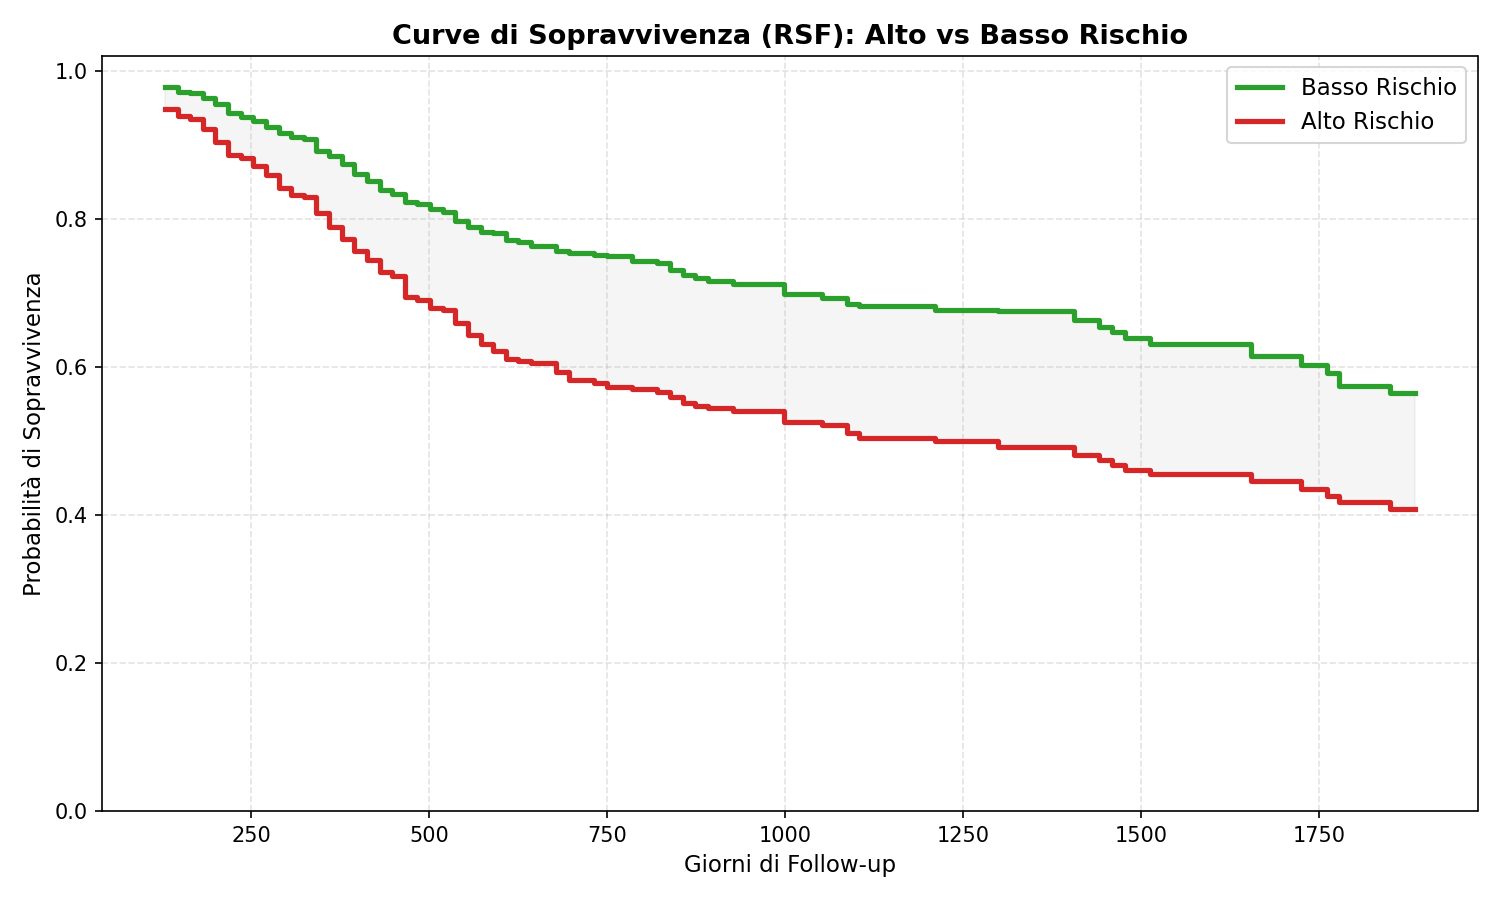 Curve di Sopravvivenza (RSF): Alto vs Basso Rischio
Basso Rischio
Alto Rischio
Probabilità di Sopravvivenza
1.0
0.8
0.6
0.4
0.2
0.0
250 500 750 1000 1250 1500 1750
Giorni di Follow-up